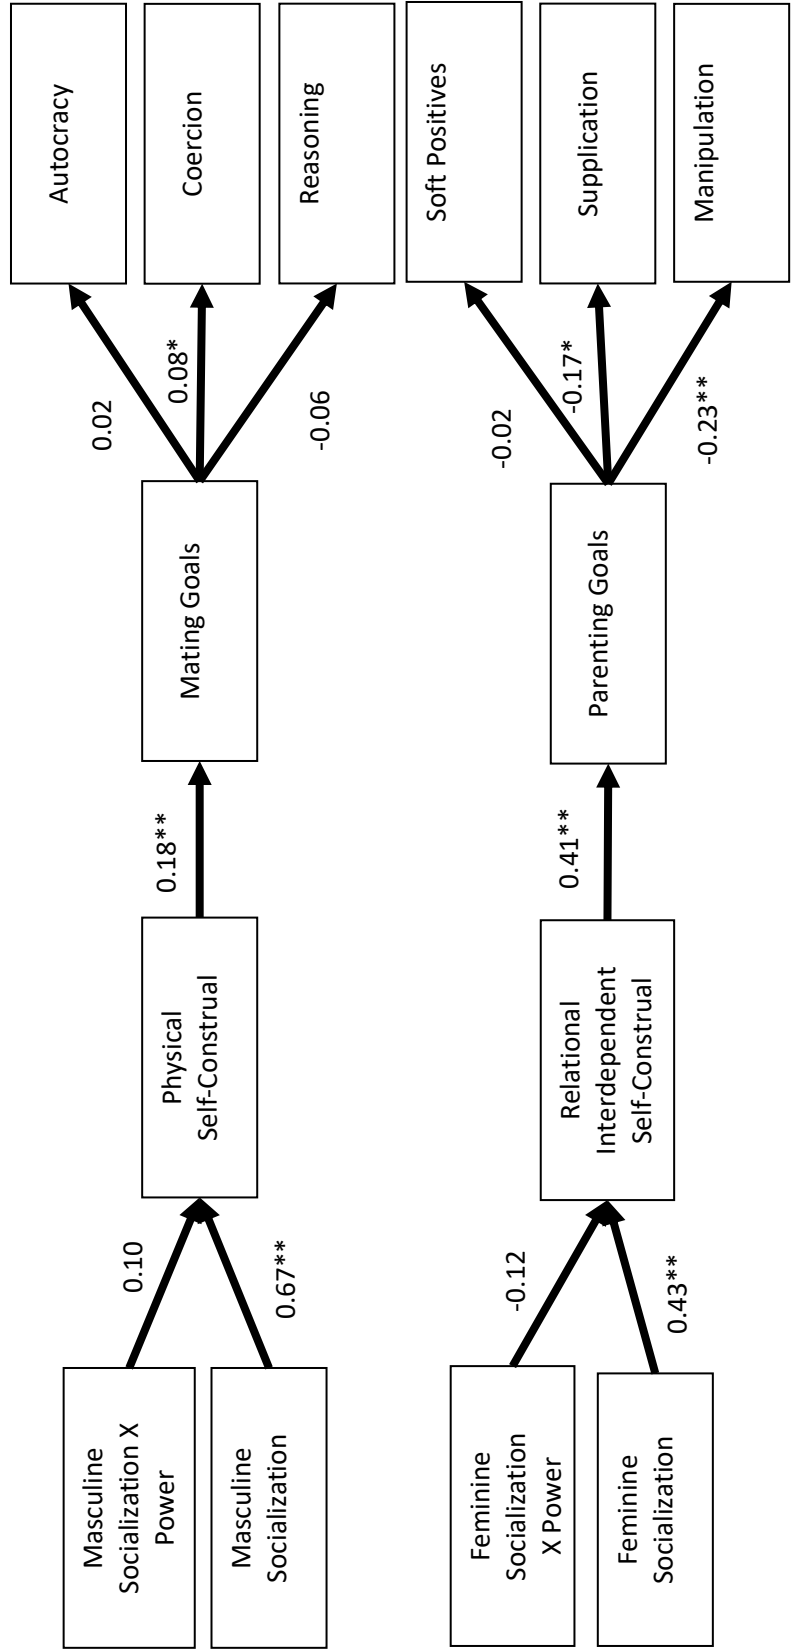 Masculine
Socialization X
Power
Masculine
Socialization
0.10
0.67**
Physical
Self-Construal
0.18**
Mating Goals
0.02
0.08*
-0.06
Autocracy
Coercion
Reasoning
Feminine
Socialization
X Power
Feminine
Socialization
-0.12
0.43**
Relational
Interdependent
Self-Construal
0.41**
Parenting Goals
-0.02
-0.17*
-0.23**
Soft Positives
Supplication
Manipulation